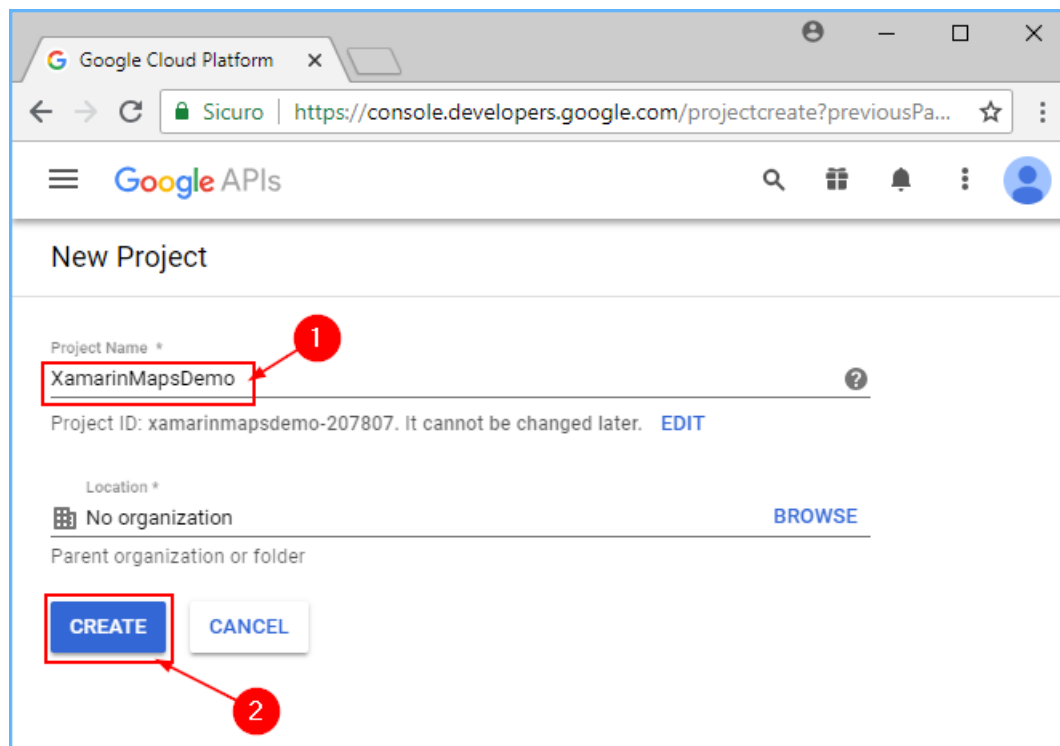 Google Cloud Platform
Sicuro | https://console.developers.google.com/projectcreate?previousPa...
Google APIs
New Project
1
Project Name *
XamarinMapsDemo
Project ID: xamarinmapsdemo-207807. It cannot be changed later. EDIT
Location *
No organization BROWSE
Parent organization or folder
CREATE CANCEL
2